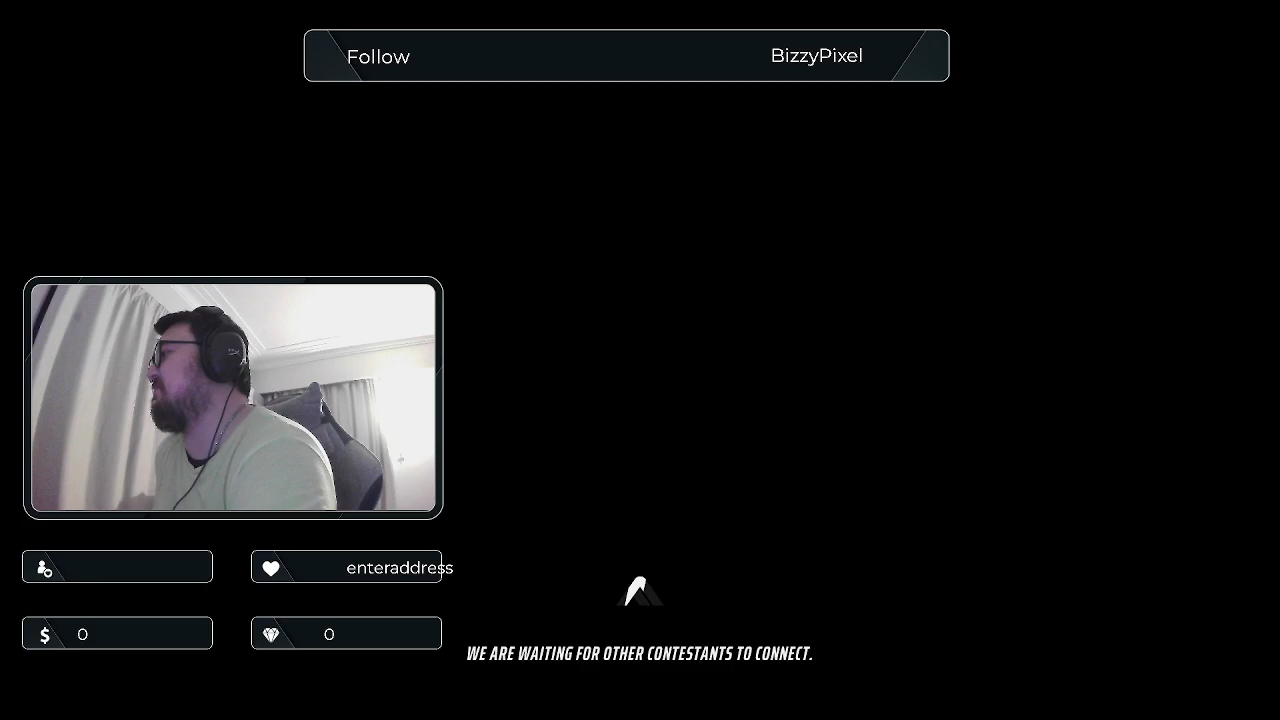 Follow
BizzyPixel
enteraddress
0
0
WE ARE WAITING FOR OTHER CONTESTANTS TO CONNECT.